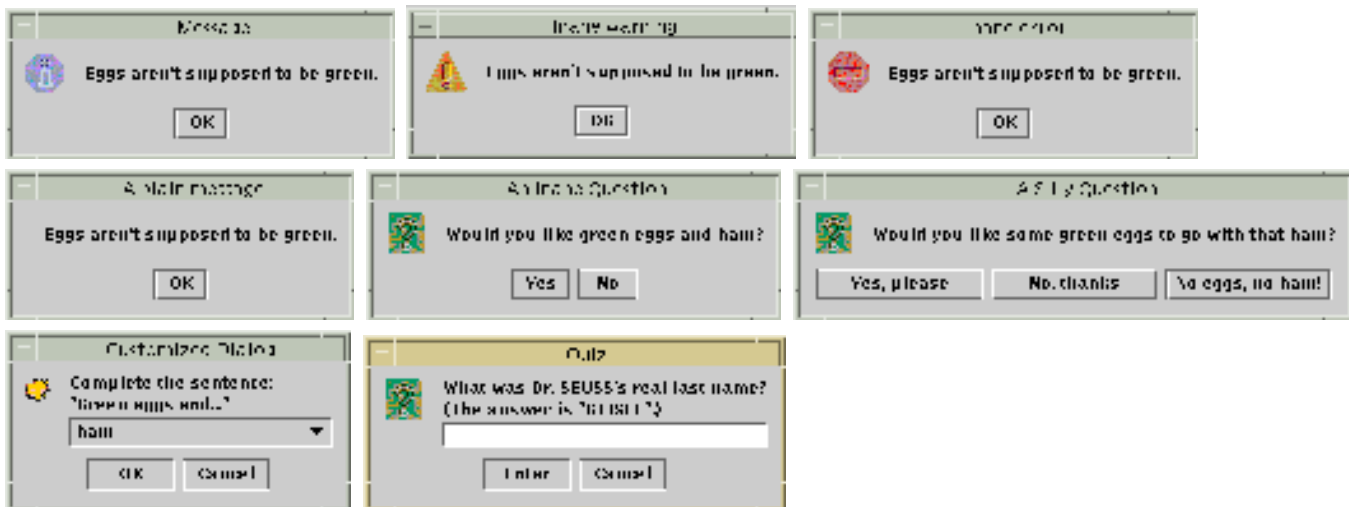 Message
Eggs aren't supposed to be green.
OK
Inane warning
Eggs aren't supposed to be green.
OK
Inane error
Eggs aren't supposed to be green.
OK
A plain message
Eggs aren't supposed to be green.
OK
An Inane Question
Would you like green eggs and ham?
Yes No
A Silly Question
Would you like some green eggs to go with that ham?
Yes, please No, thanks No eggs, no ham!
Customized Dialog
Complete the sentence:
"Green eggs and..."
ham
OK Cancel
Quiz
What was Dr. SEUSS's real last name?
(The answer is "GEISEL".)
Enter Cancel